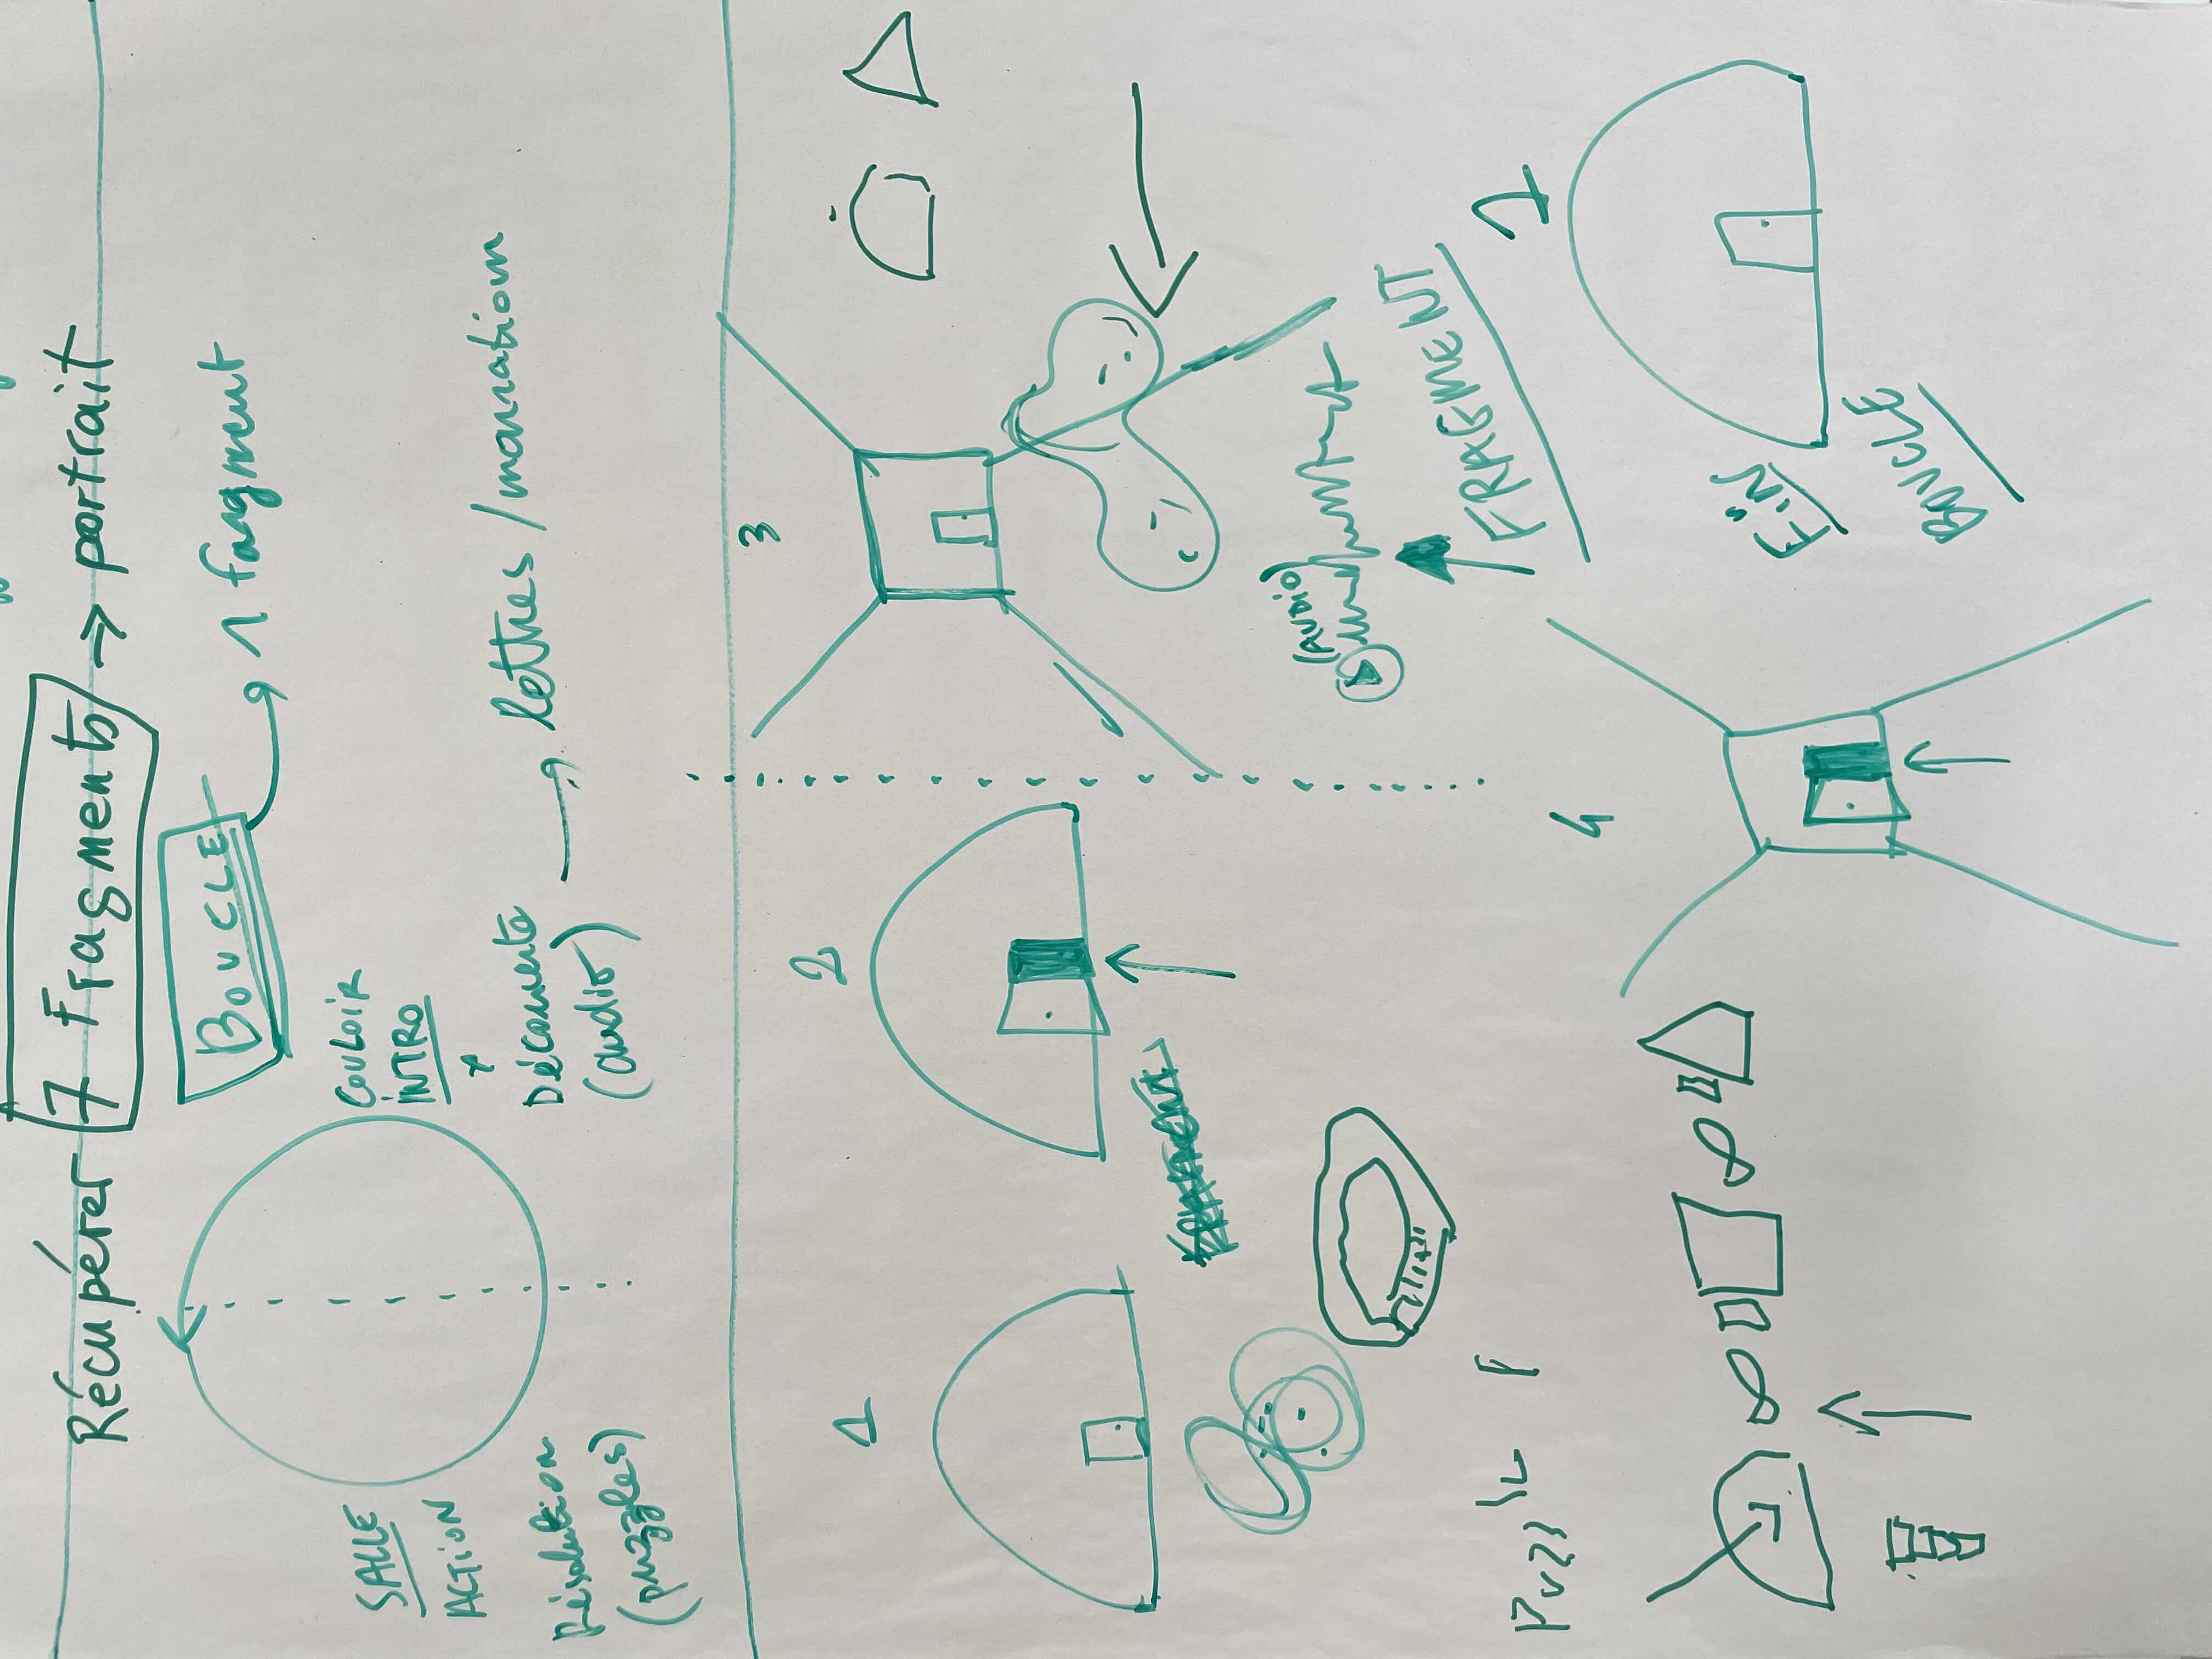 Récupérer 7 Fragments → portrait
BOUCLE → 1 fargment
SALLE
ACTION
Résolution
(puzzles)
COULOIR
INTRO
+
Découverte
(audio) → lettres / narration
1
2
3
FRAGMENT
(AUDIO)
FRAGMENT
Puzzle
4
1
FIN
BOUCLE